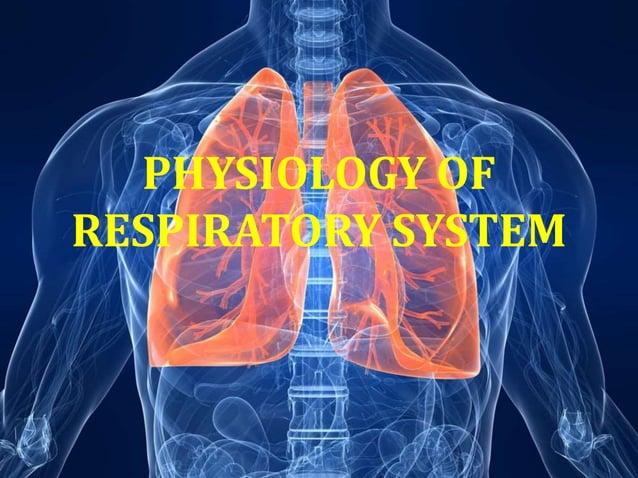 PHYSIOLOGY OF
RESPIRATORY SYSTEM